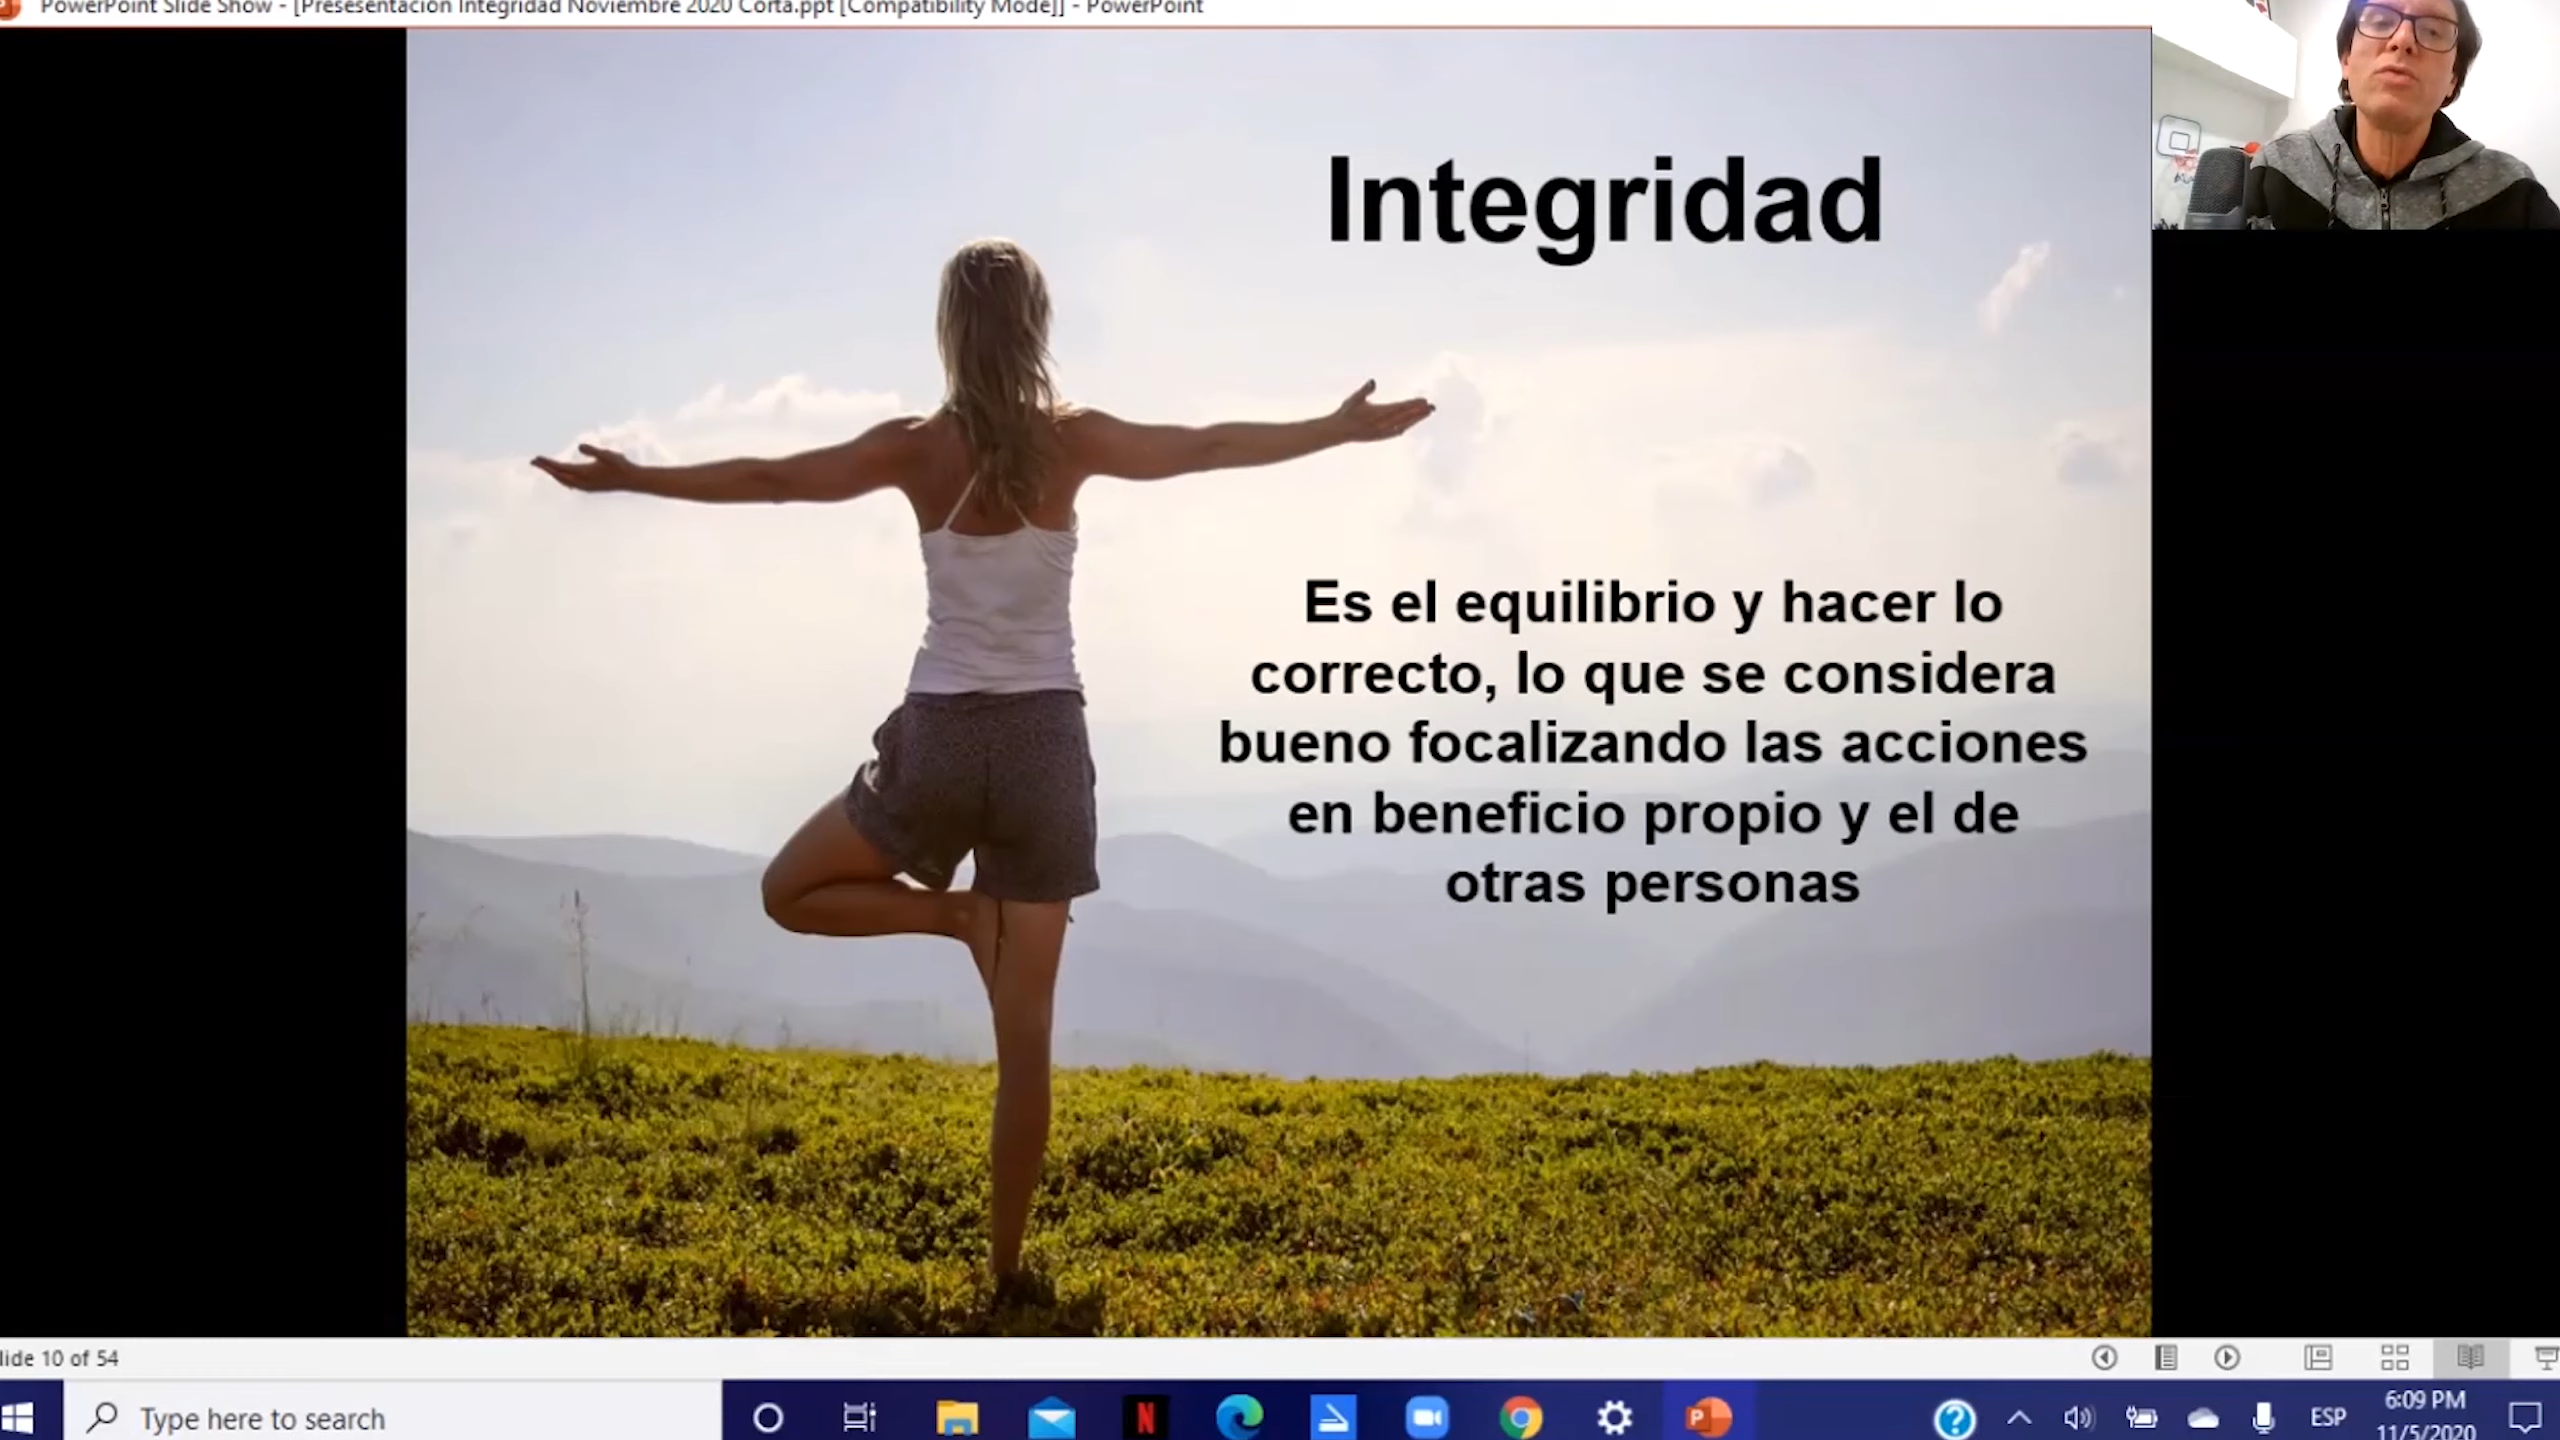 PowerPoint Slide Show - [Presesentación Integridad Noviembre 2020 Corta.ppt [Compatibility Mode]] - PowerPoint
Integridad
Es el equilibrio y hacer lo
correcto, lo que se considera
bueno focalizando las acciones
en beneficio propio y el de
otras personas
lide 10 of 54
Type here to search
N
P
?
ESP
6:09 PM
11/5/2020